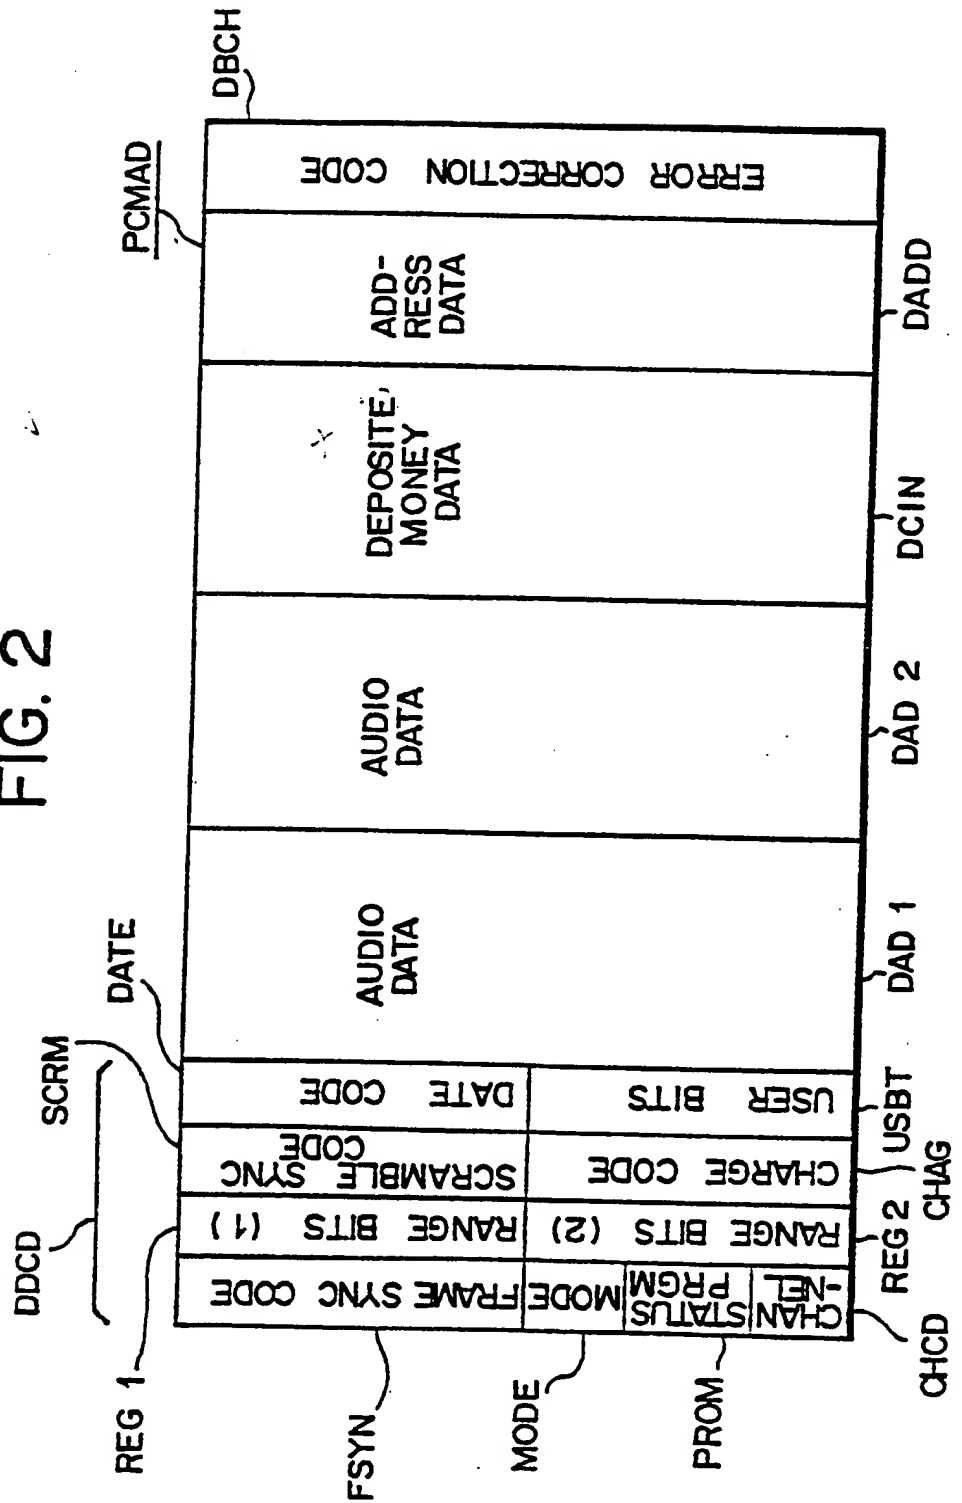 FIG. 2
DDCD
SCRM
DATE
PCMAD
DBCH
REG 1
FSYN
MODE
PROM
FRAME SYNC CODE
MODE
STATUS
PRGM
CHAN
-NEL
RANGE BITS (1)
RANGE BITS (2)
SCRAMBLE SYNC
CODE
CHARGE CODE
DATE CODE
USER BITS
AUDIO
DATA
AUDIO
DATA
DEPOSITE,
MONEY
DATA
ADD-
RESS
DATA
ERROR CORRECTION CODE
CHCD
REG 2
CHAG
USBT
DAD 1
DAD 2
DCIN
DADD